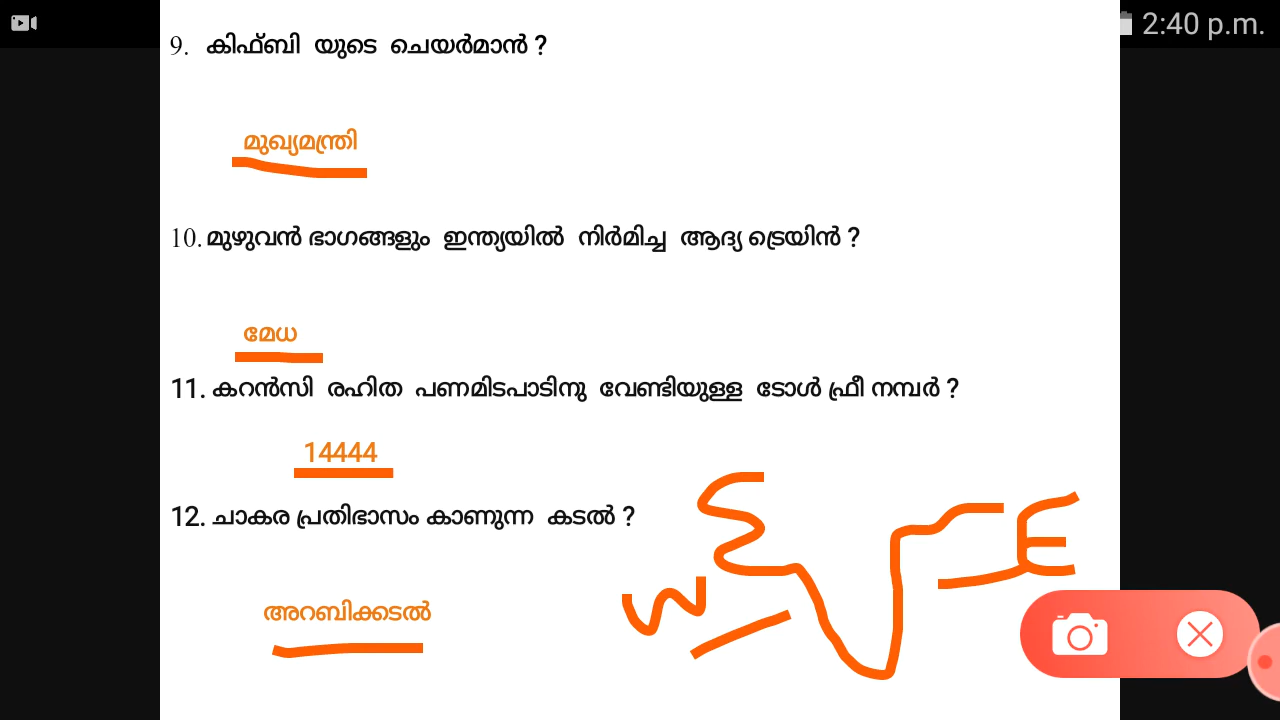 2:40 p.m.
9. കിഫ്ബി യുടെ ചെയർമാൻ ?
മുഖ്യമന്ത്രി
10. മുഴുവൻ ഭാഗങ്ങളും ഇന്ത്യയിൽ നിർമിച്ച ആദ്യ ട്രെയിൻ ?
മേധ
11. കറൻസി രഹിത പണമിടപാടിനു വേണ്ടിയുള്ള ടോൾ ഫ്രീ നമ്പർ ?
14444
12. ചാകര പ്രതിഭാസം കാണുന്ന കടൽ ?
അറബിക്കടൽ
W E